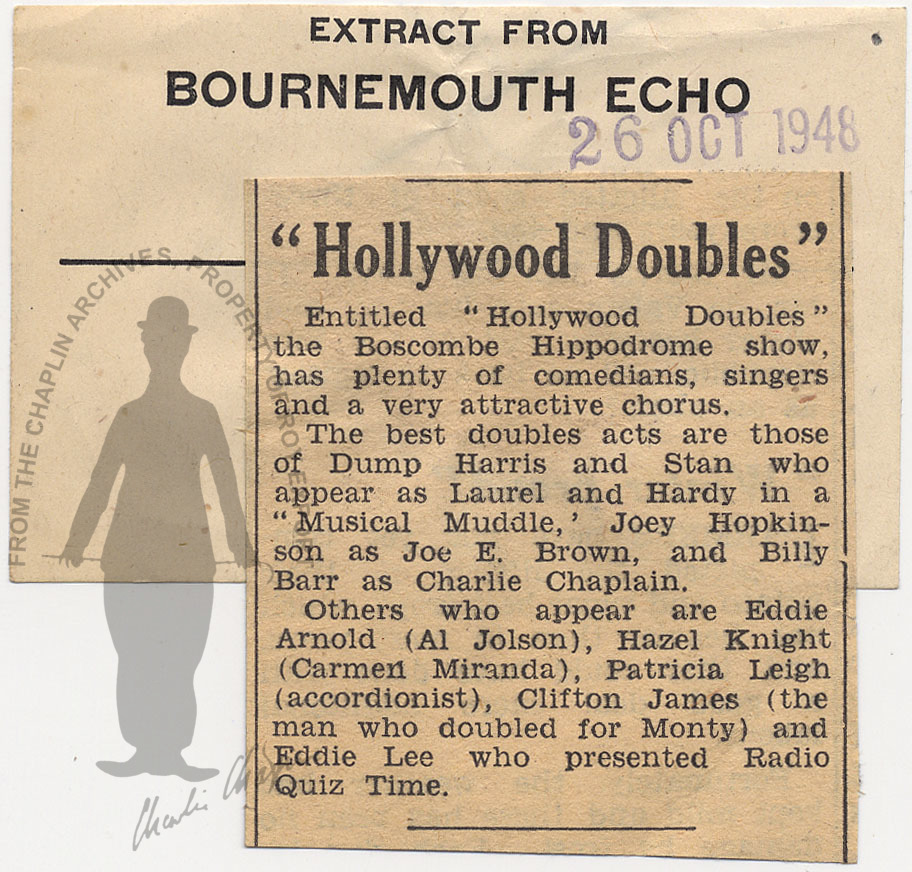 EXTRACT FROM
BOURNEMOUTH ECHO
26 OCT 1948
"Hollywood Doubles"
Entitled "Hollywood Doubles"
the Boscombe Hippodrome show,
has plenty of comedians, singers
and a very attractive chorus.
The best doubles acts are those
of Dump Harris and Stan who
appear as Laurel and Hardy in a
"Musical Muddle,' Joey Hopkin-
son as Joe E. Brown, and Billy
Barr as Charlie Chaplain.
Others who appear are Eddie
Arnold (Al Jolson), Hazel Knight
(Carmen Miranda), Patricia Leigh
(accordionist), Clifton James (the
man who doubled for Monty) and
Eddie Lee who presented Radio
Quiz Time.
FROM THE CHAPLIN ARCHIVES, PROPERTY OF ROY EXPORT
Charlie